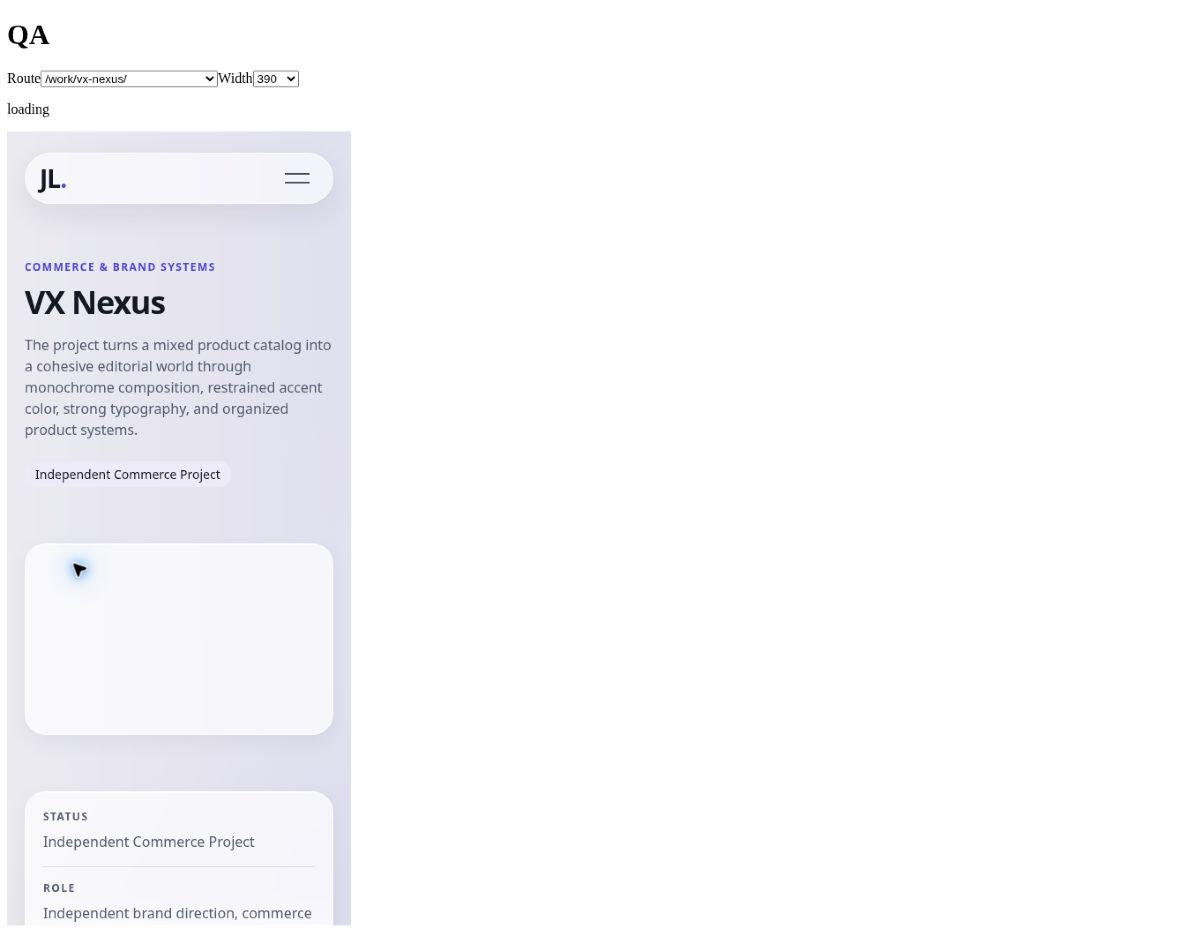 QA
Route /work/vx-nexus/ Width 390
loading
JL.
COMMERCE & BRAND SYSTEMS
VX Nexus
The project turns a mixed product catalog into
a cohesive editorial world through
monochrome composition, restrained accent
color, strong typography, and organized
product systems.
Independent Commerce Project
STATUS
Independent Commerce Project
ROLE
Independent brand direction, commerce